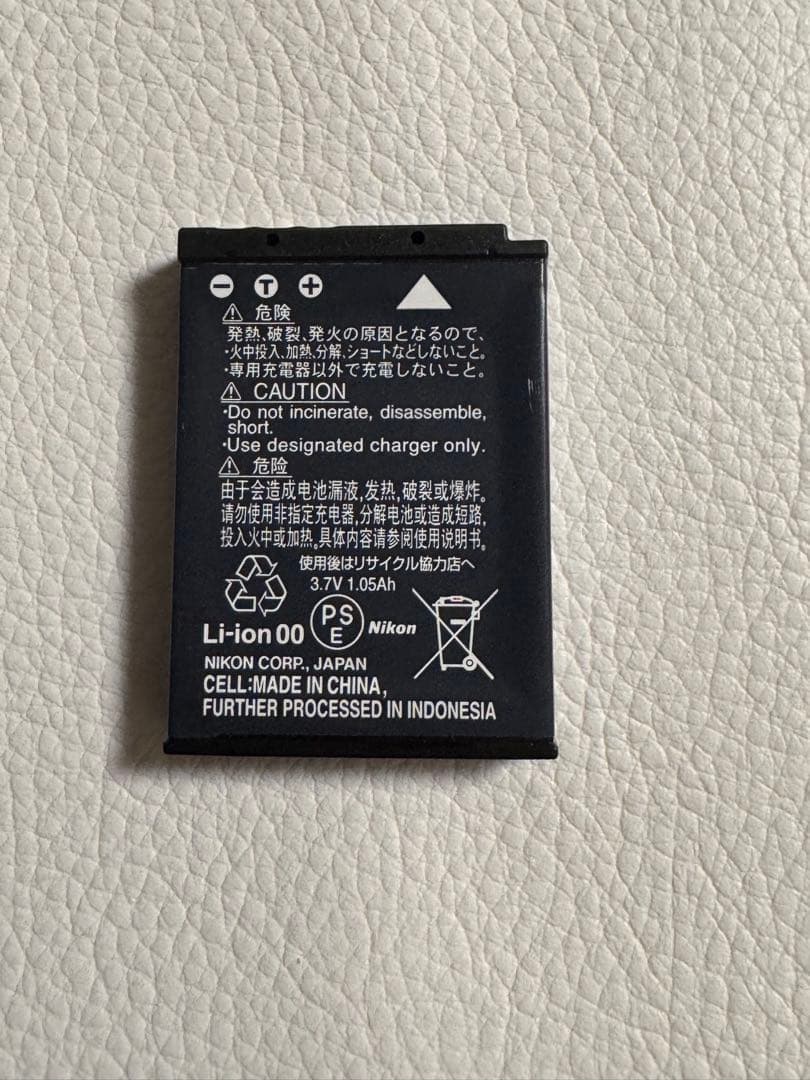 − T +
⚠ 危険
発熱、破裂、発火の原因となるので、
・火中投入、加熱、分解、ショートなどしないこと。
・専用充電器以外で充電しないこと。
⚠ CAUTION
・Do not incinerate, disassemble,
short.
・Use designated charger only.
⚠ 危险
由于会造成电池漏液,发热,破裂或爆炸。
请勿使用非指定充电器,分解电池或造成短路,
投入火中或加热。具体内容请参阅使用说明书。
使用後はリサイクル協力店へ
3.7V 1.05Ah
Li-ion 00
PS
E
Nikon
NIKON CORP., JAPAN
CELL:MADE IN CHINA,
FURTHER PROCESSED IN INDONESIA